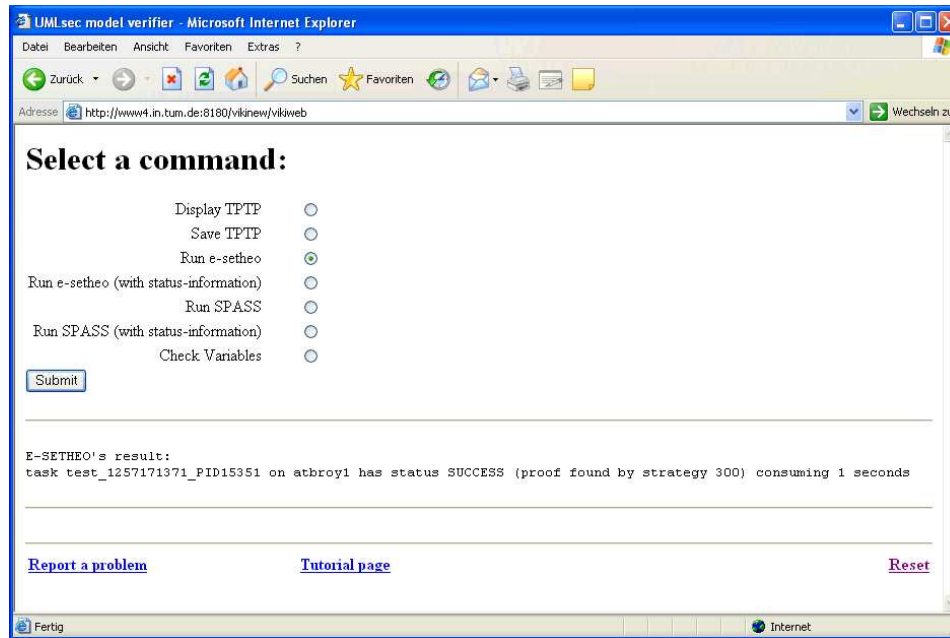 UMLsec model verifier - Microsoft Internet Explorer
Datei Bearbeiten Ansicht Favoriten Extras ?
Zurück Suchen Favoriten
Adresse http://www4.in.tum.de:8180/vikinew/vikiweb Wechseln zu
Select a command:
Display TPTP
Save TPTP
Run e-setheo
Run e-setheo (with status-information)
Run SPASS
Run SPASS (with status-information)
Check Variables
Submit
E-SETHEO's result:
task test_1257171371_PID15351 on atbroy1 has status SUCCESS (proof found by strategy 300) consuming 1 seconds
Report a problem Tutorial page Reset
Fertig Internet